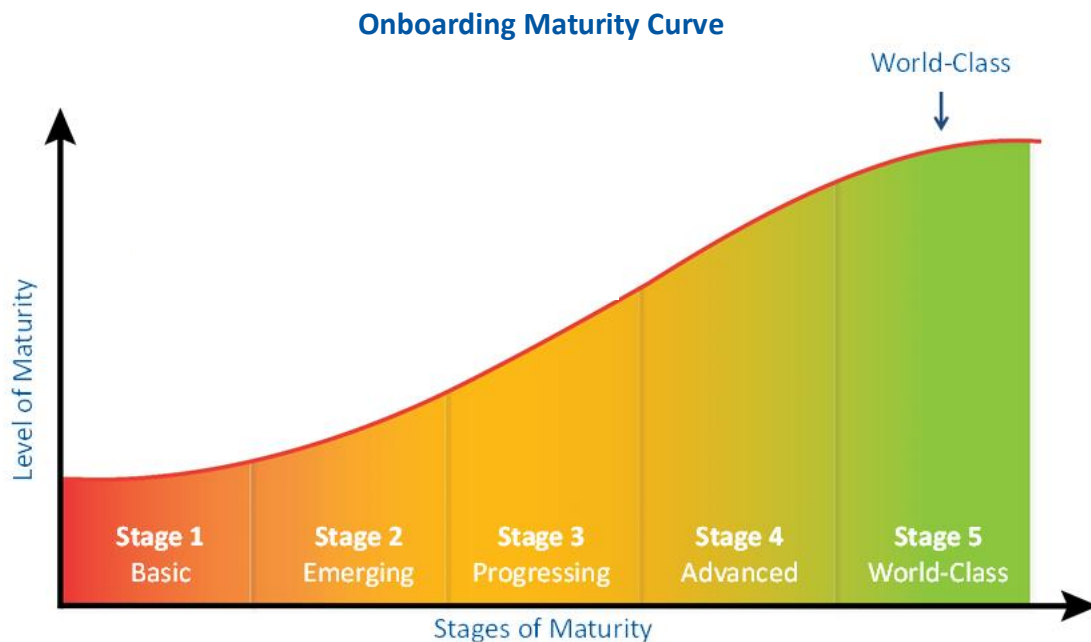 Onboarding Maturity Curve
World-Class
Level of Maturity
Stage 1
Basic
Stage 2
Emerging
Stage 3
Progressing
Stage 4
Advanced
Stage 5
World-Class
Stages of Maturity